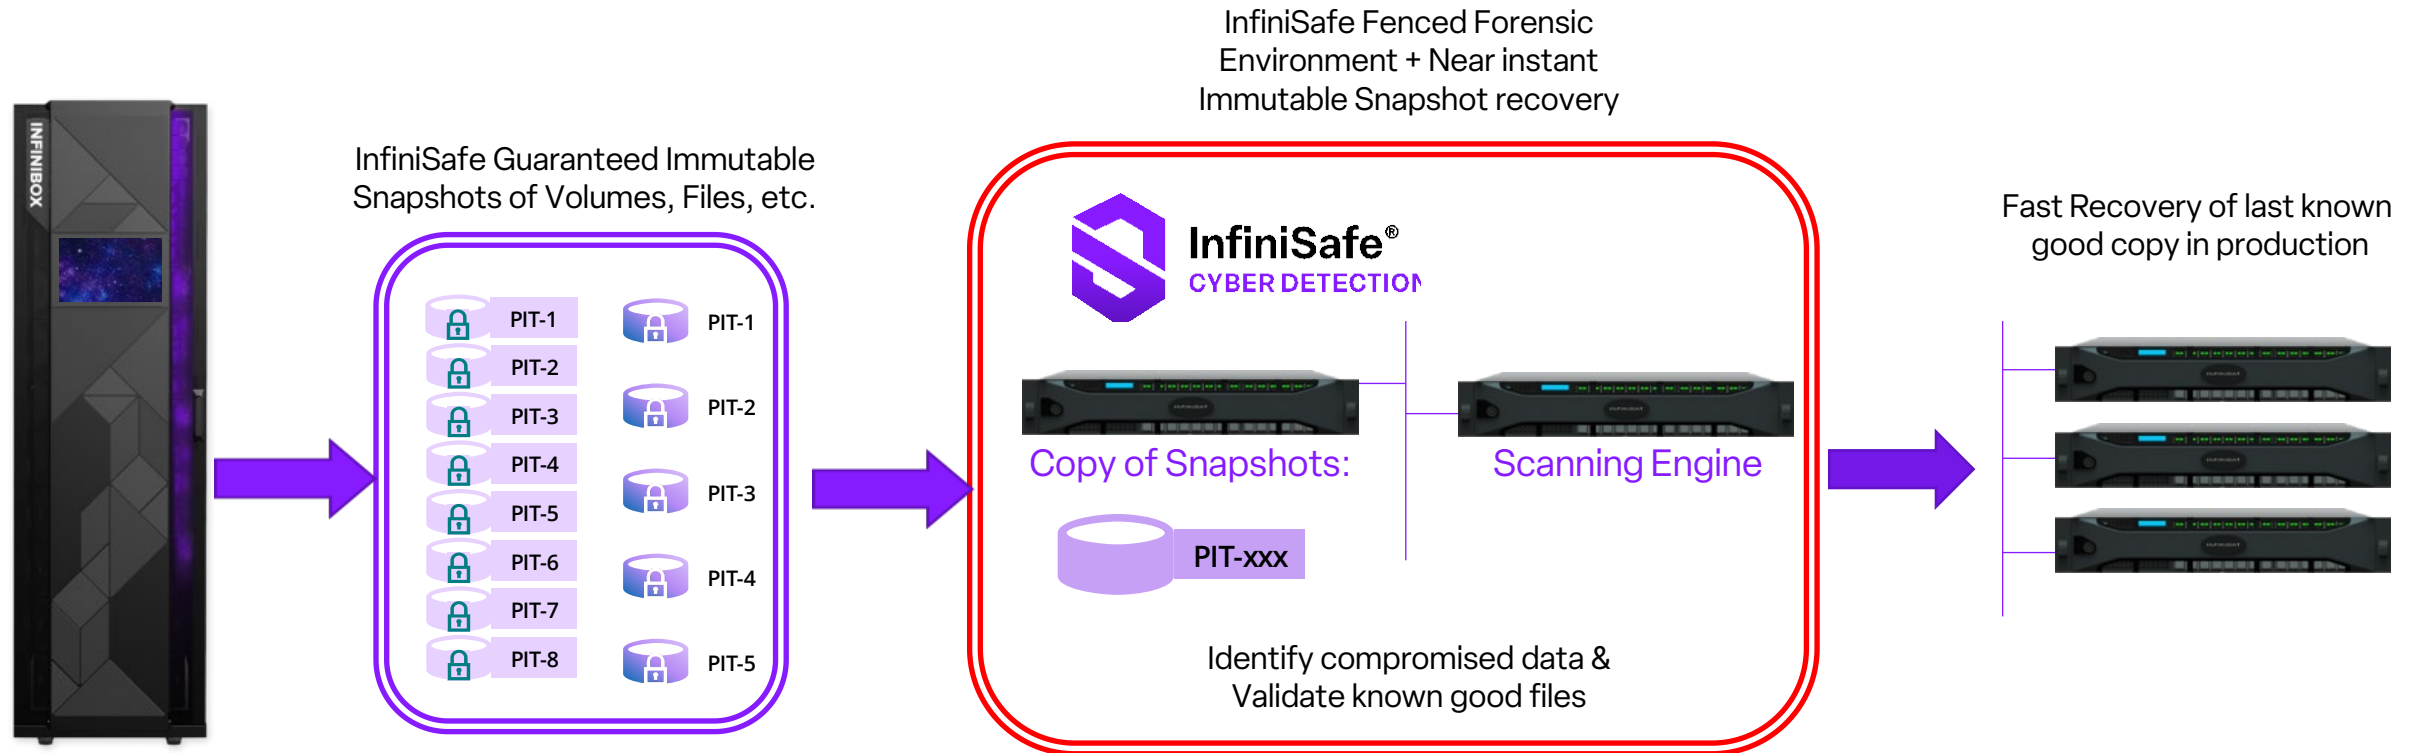 INFINIBOX
InfiniSafe Guaranteed Immutable
Snapshots of Volumes, Files, etc.
PIT-1
PIT-2
PIT-3
PIT-4
PIT-5
PIT-6
PIT-7
PIT-8
PIT-1
PIT-2
PIT-3
PIT-4
PIT-5
InfiniSafe Fenced Forensic
Environment + Near instant
Immutable Snapshot recovery
InfiniSafe®
CYBER DETECTION
Copy of Snapshots:
Scanning Engine
PIT-xxx
Identify compromised data &
Validate known good files
Fast Recovery of last known
good copy in production